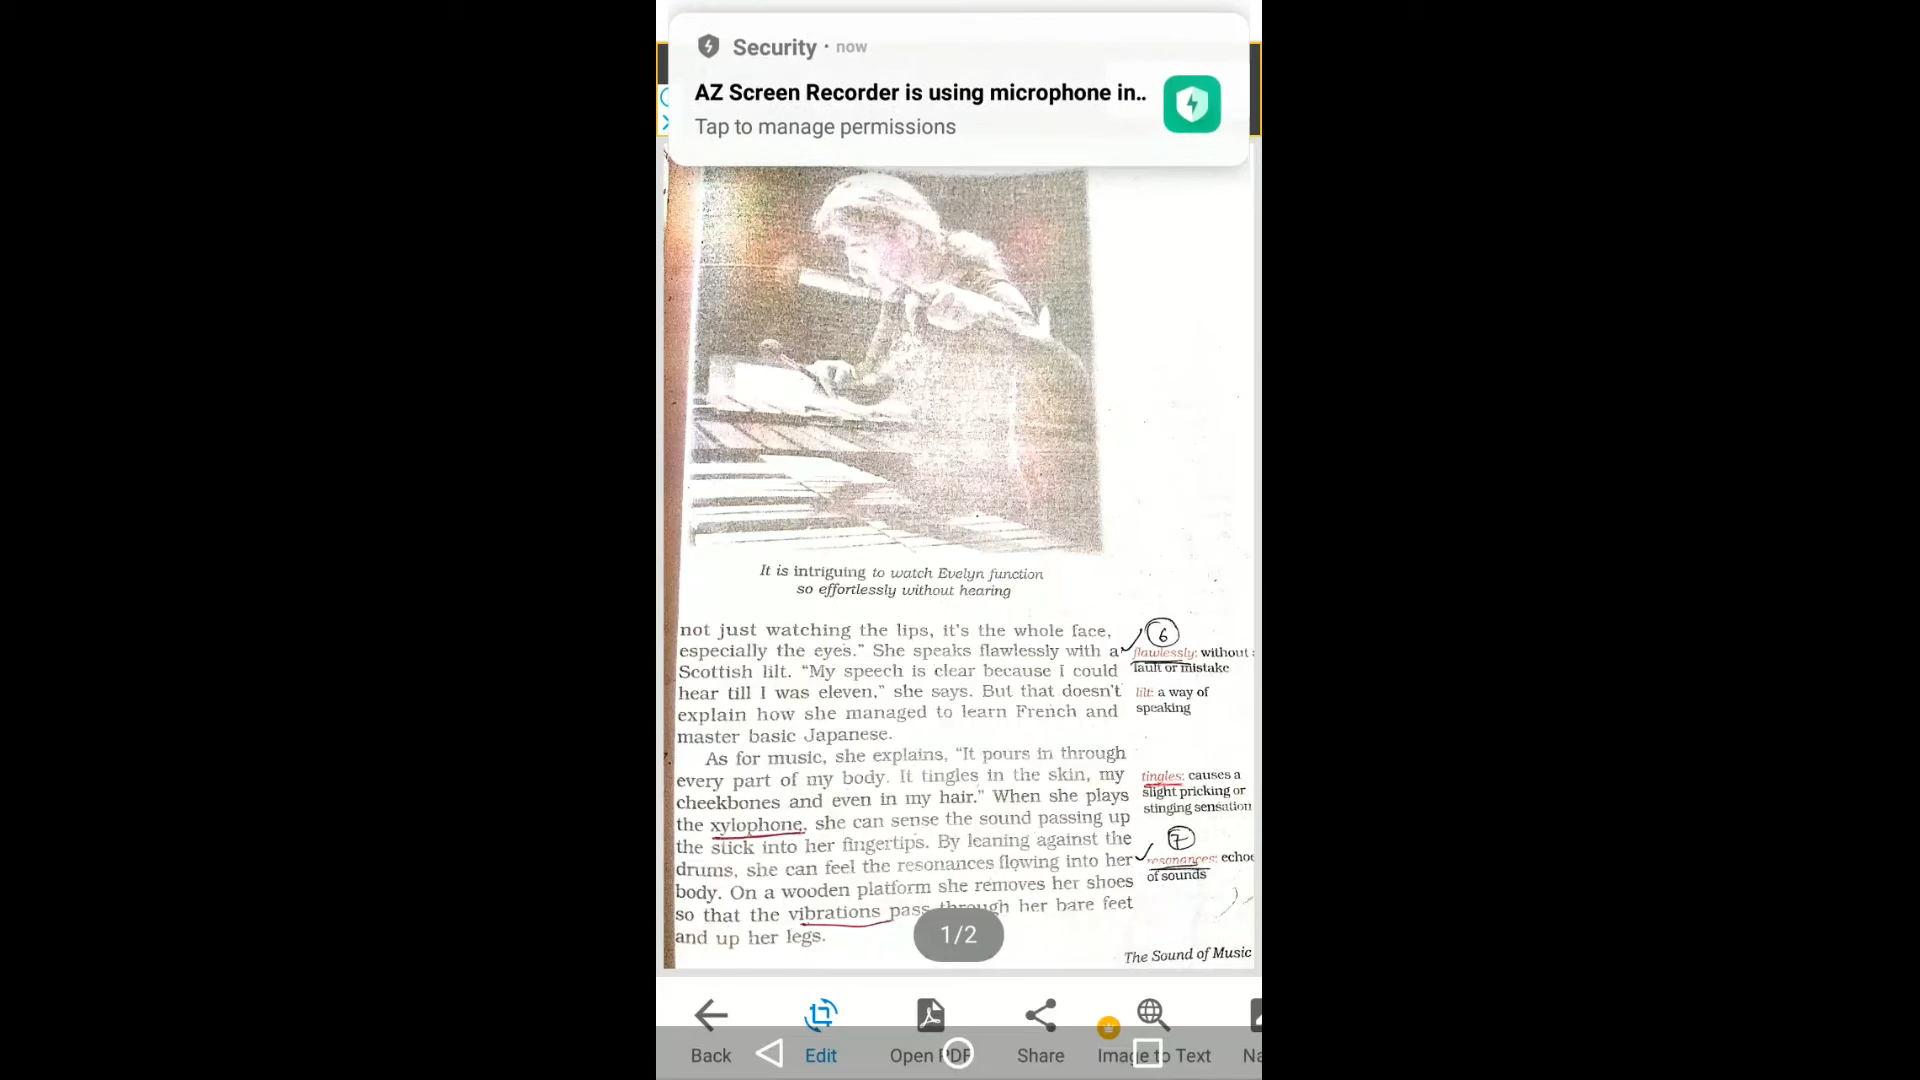 Security · now
AZ Screen Recorder is using microphone in..
Tap to manage permissions
It is intriguing to watch Evelyn function
so effortlessly without hearing
not just watching the lips, it's the whole face,
especially the eyes.” She speaks flawlessly with a
Scottish lilt. “My speech is clear because I could
hear till I was eleven,” she says. But that doesn't
explain how she managed to learn French and
master basic Japanese.
As for music, she explains, “It pours in through
every part of my body. It tingles in the skin, my
cheekbones and even in my hair.” When she plays
the xylophone, she can sense the sound passing up
the stick into her fingertips. By leaning against the
drums, she can feel the resonances flowing into her
body. On a wooden platform she removes her shoes
so that the vibrations pass through her bare feet
and up her legs.
6
flawlessly: without
fault or mistake
lilt: a way of
speaking
tingles: causes a
slight pricking or
stinging sensation
7
resonances: echoe
of sounds
1/2
The Sound of Music
Back
Edit
Open PDF
Share
Image to Text
Na